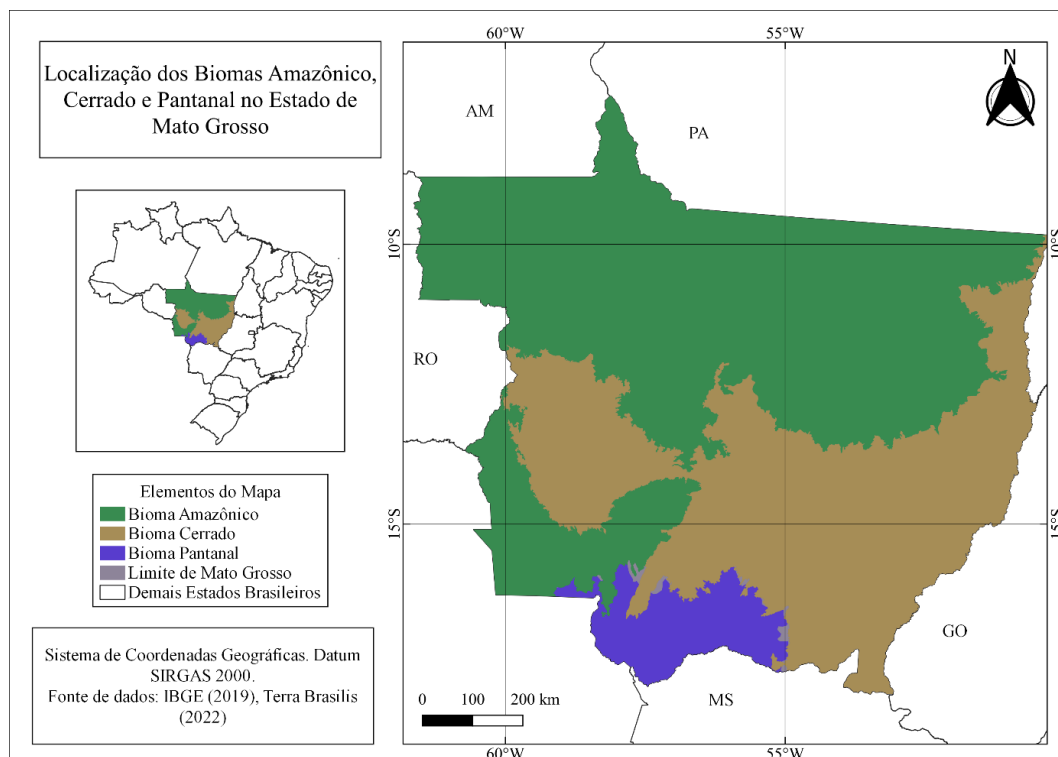 Localização dos Biomas Amazônico,
Cerrado e Pantanal no Estado de
Mato Grosso
Elementos do Mapa
Bioma Amazônico
Bioma Cerrado
Bioma Pantanal
Limite de Mato Grosso
Demais Estados Brasileiros
Sistema de Coordenadas Geográficas. Datum
SIRGAS 2000.
Fonte de dados: IBGE (2019), Terra Brasilis
(2022)
60°W
55°W
N
AM
PA
10°S
10°S
RO
15°S
15°S
GO
MS
0 100 200 km
60°W
55°W